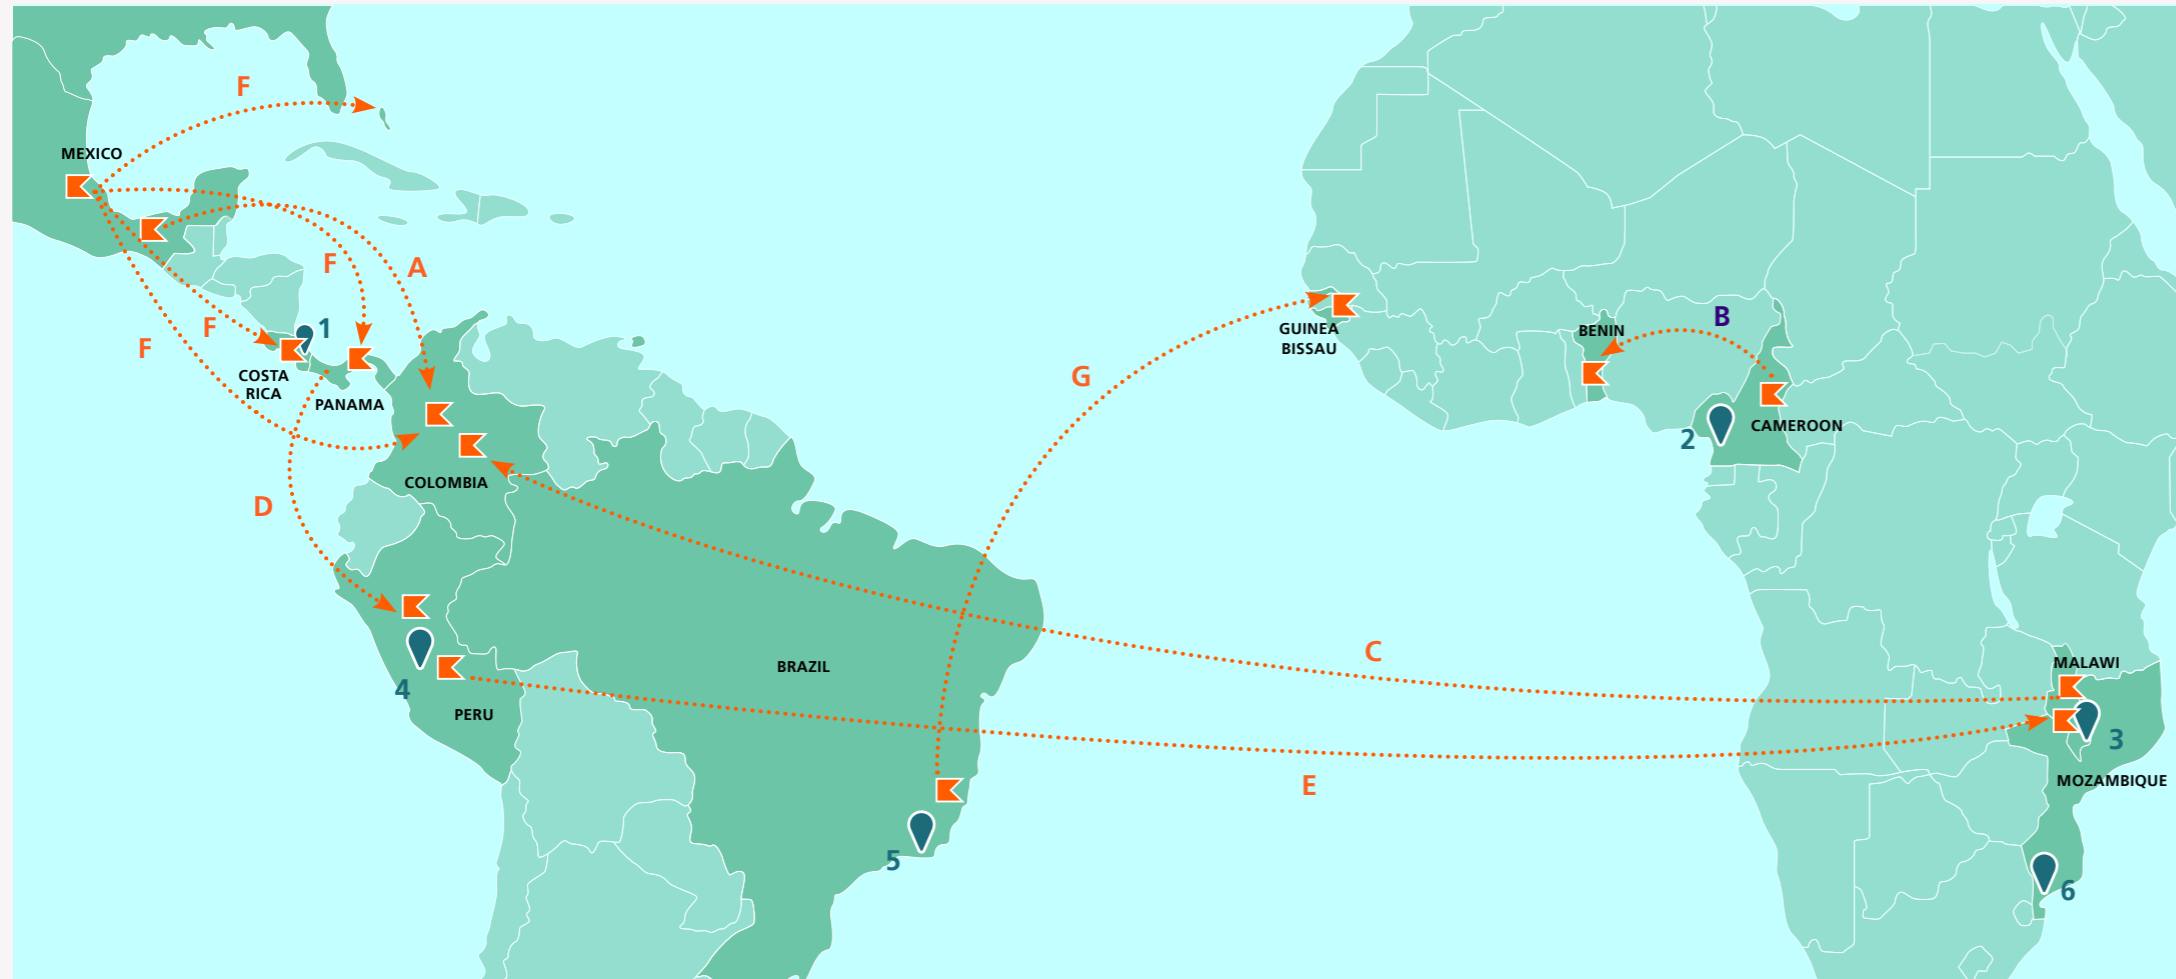 F
MEXICO
F
A
F
F
1
COSTA
RICA
PANAMA
G
GUINEA
BISSAU
BENIN
B
2
CAMEROON
COLOMBIA
D
C
BRAZIL
MALAWI
4
PERU
3
E
MOZAMBIQUE
5
6